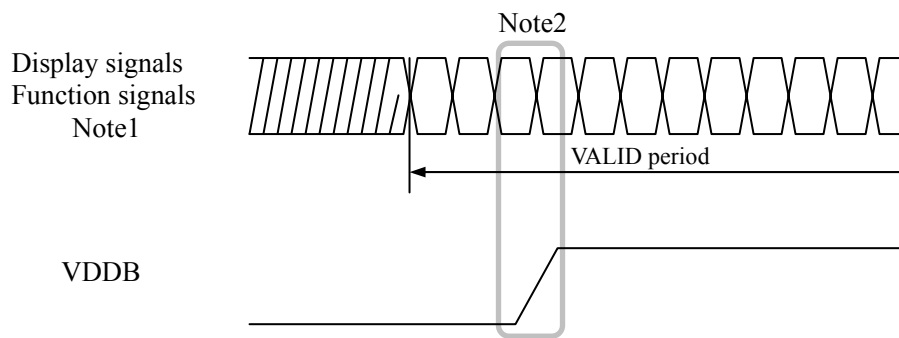 Note2
Display signals
Function signals
Note1
VALID period
VDDB